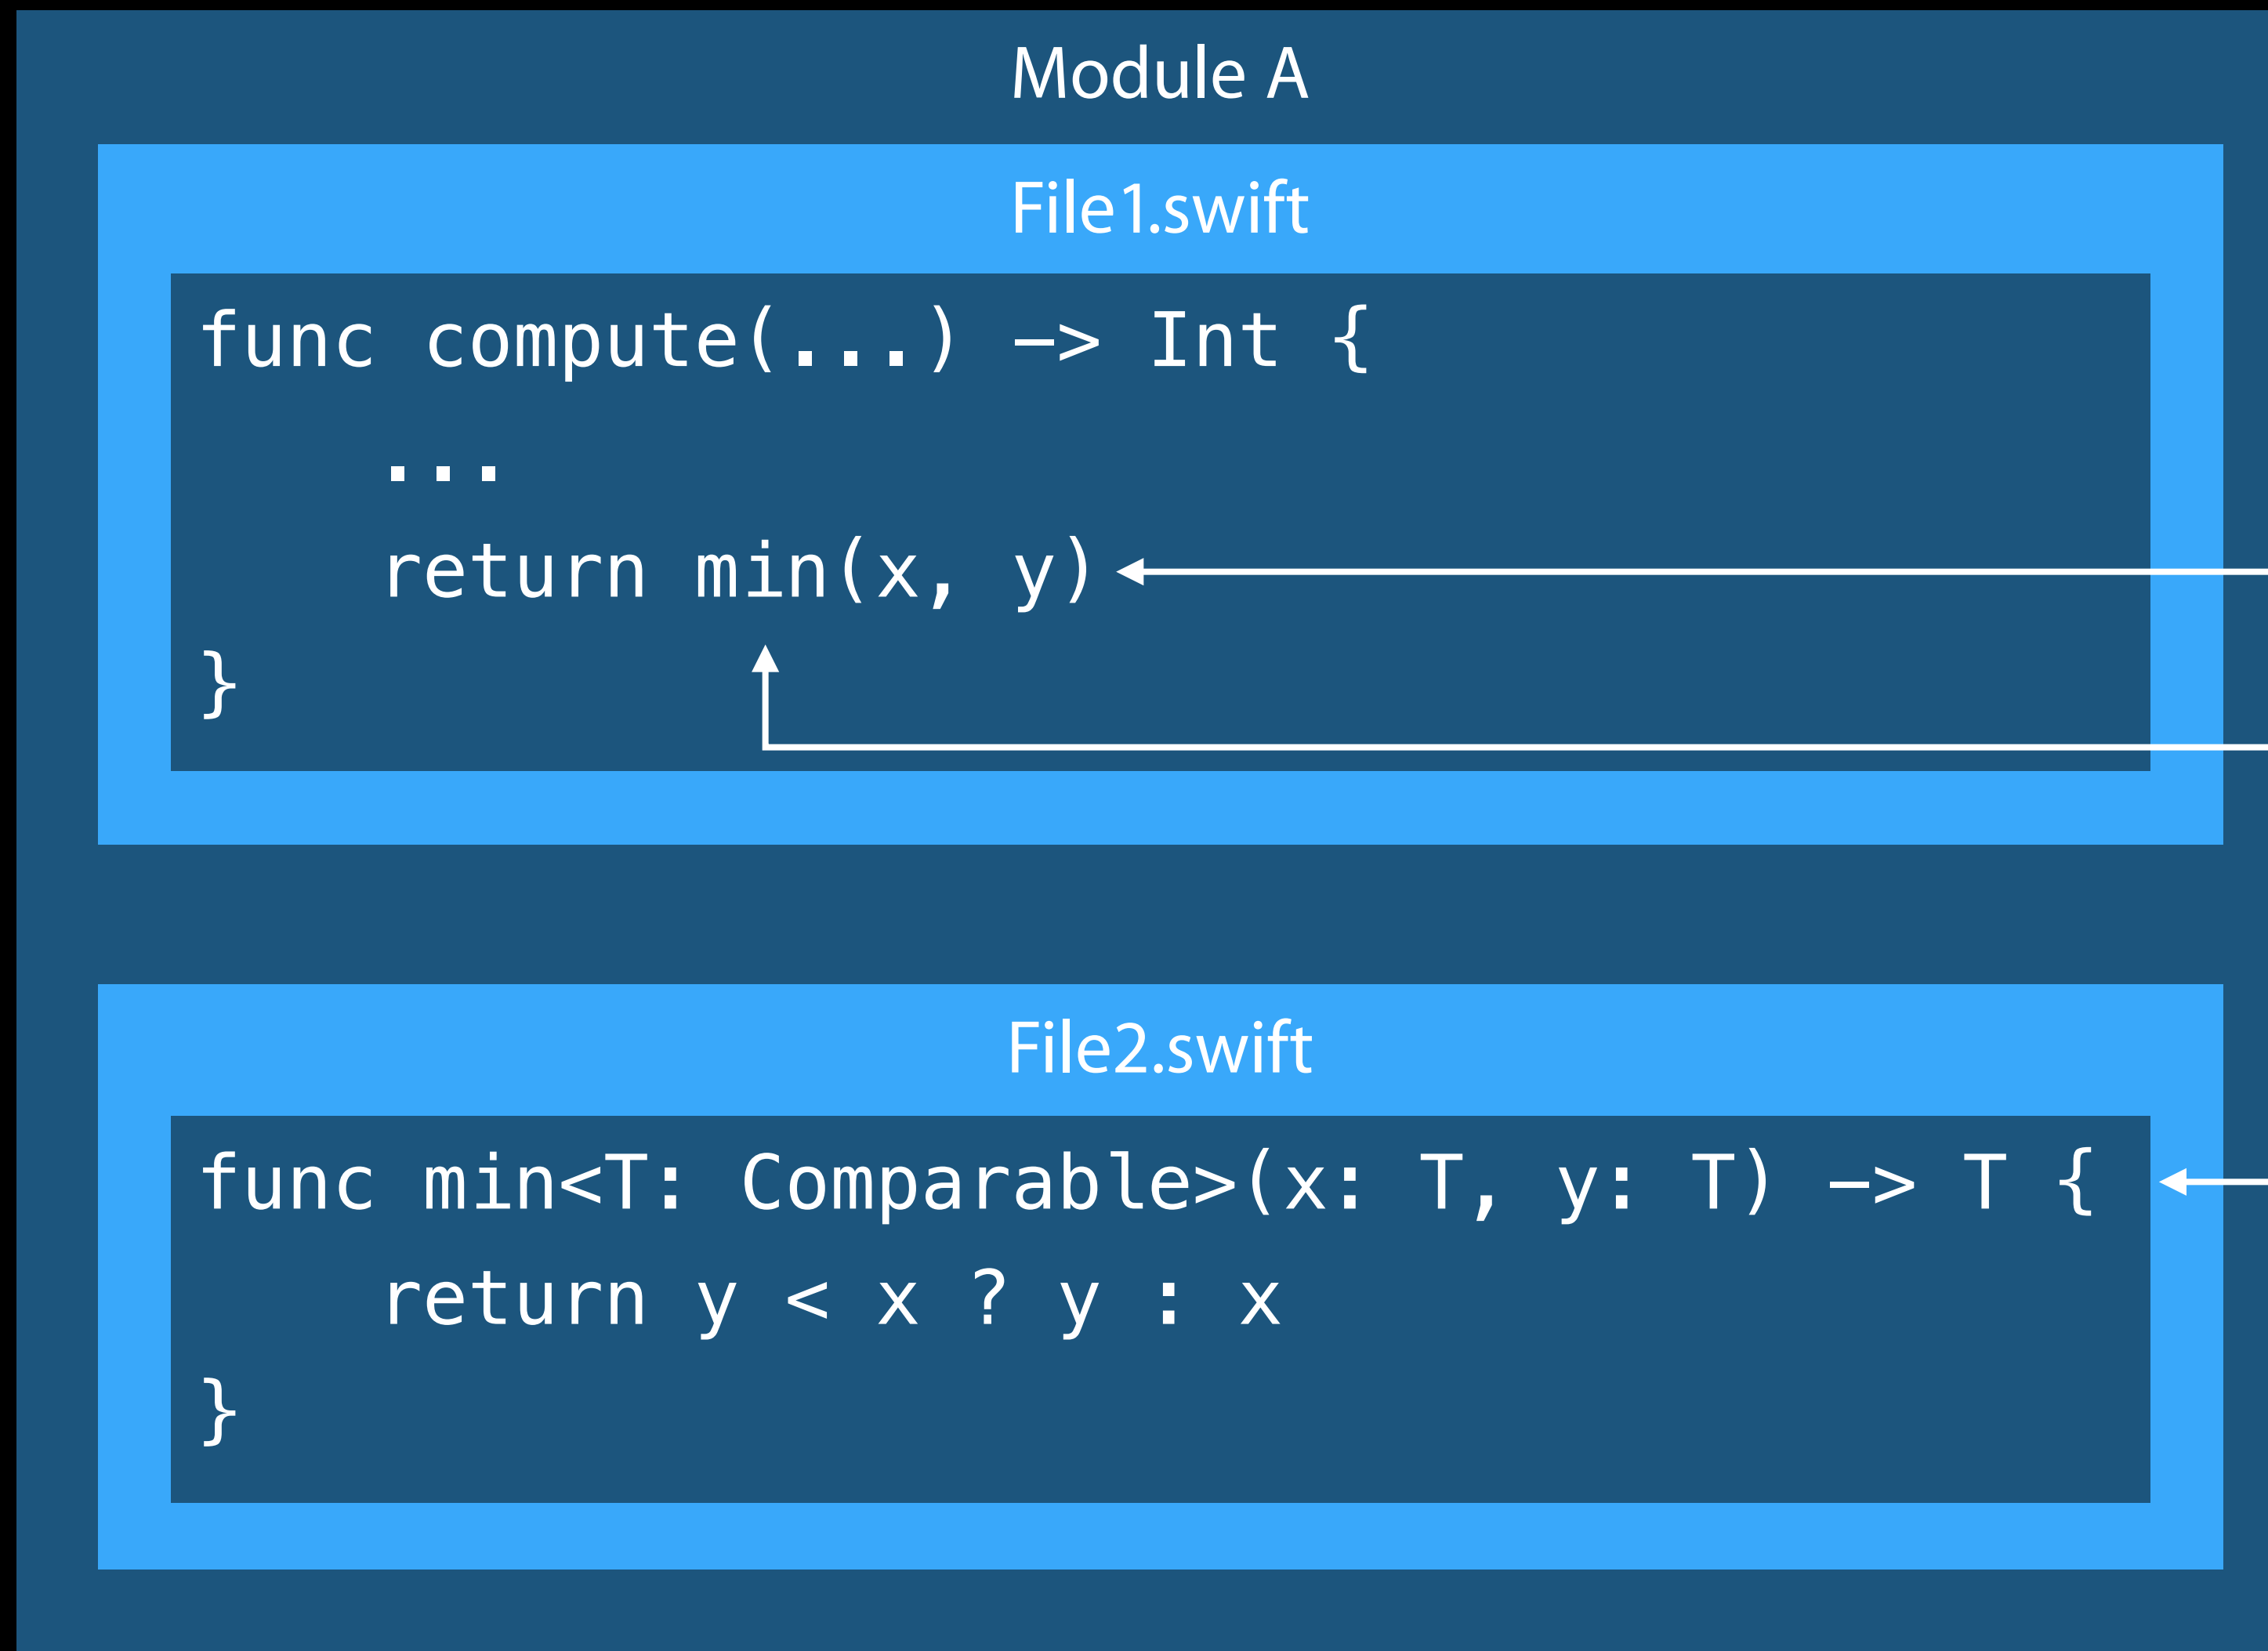 Module A
File1.swift
func compute(...) –> Int {
    ...
    return min(x, y)
}
File2.swift
func min<T: Comparable>(x: T, y: T) –> T {
    return y < x ? y : x
}